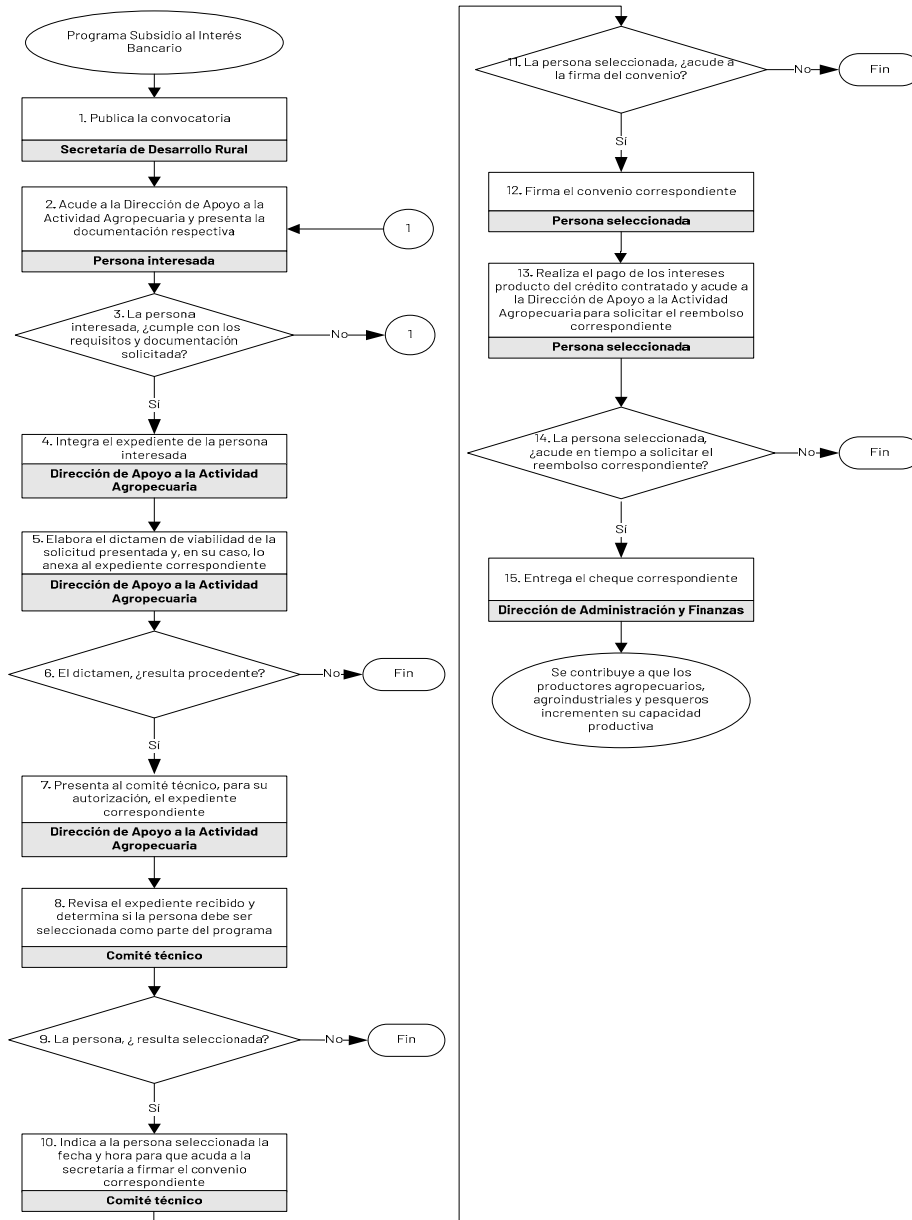 Programa Subsidio al Interés
Bancario
1. Publica la convocatoria
Secretaría de Desarrollo Rural
2. Acude a la Dirección de Apoyo a la
Actividad Agropecuaria y presenta la
documentación respectiva
Persona interesada
1
3. La persona
interesada, ¿cumple con los
requisitos y documentación
solicitada?
No
1
Sí
4. Integra el expediente de la persona
interesada
Dirección de Apoyo a la Actividad
Agropecuaria
5. Elabora el dictamen de viabilidad de la
solicitud presentada y, en su caso, lo
anexa al expediente correspondiente
Dirección de Apoyo a la Actividad
Agropecuaria
6. El dictamen, ¿resulta procedente?
No
Fin
Sí
7. Presenta al comité técnico, para su
autorización, el expediente
correspondiente
Dirección de Apoyo a la Actividad
Agropecuaria
8. Revisa el expediente recibido y
determina si la persona debe ser
seleccionada como parte del programa
Comité técnico
9. La persona, ¿ resulta seleccionada?
No
Fin
Sí
10. Indica a la persona seleccionada la
fecha y hora para que acuda a la
secretaría a firmar el convenio
correspondiente
Comité técnico
11. La persona seleccionada, ¿acude a
la firma del convenio?
No
Fin
Sí
12. Firma el convenio correspondiente
Persona seleccionada
13. Realiza el pago de los intereses
producto del crédito contratado y acude a
la Dirección de Apoyo a la Actividad
Agropecuaria para solicitar el reembolso
correspondiente
Persona seleccionada
14. La persona seleccionada,
¿acude en tiempo a solicitar el
reembolso correspondiente?
No
Fin
Sí
15. Entrega el cheque correspondiente
Dirección de Administración y Finanzas
Se contribuye a que los
productores agropecuarios,
agroindustriales y pesqueros
incrementen su capacidad
productiva